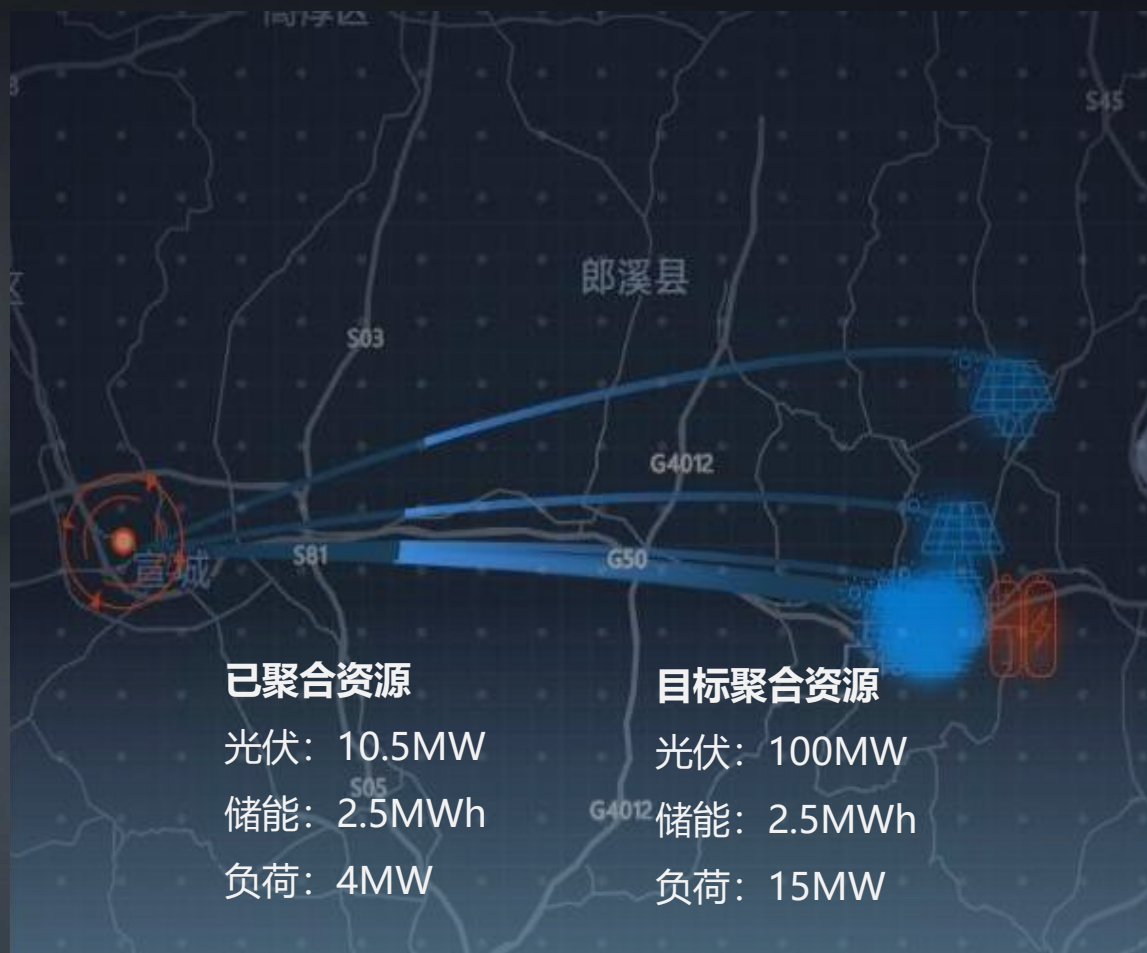 S45
郎溪县
S03
G4012
宣城
S81
G50
已聚合资源
光伏：10.5MW
储能：2.5MWh
负荷：4MW
S05
目标聚合资源
光伏：100MW
储能：2.5MWh
负荷：15MW
G4012